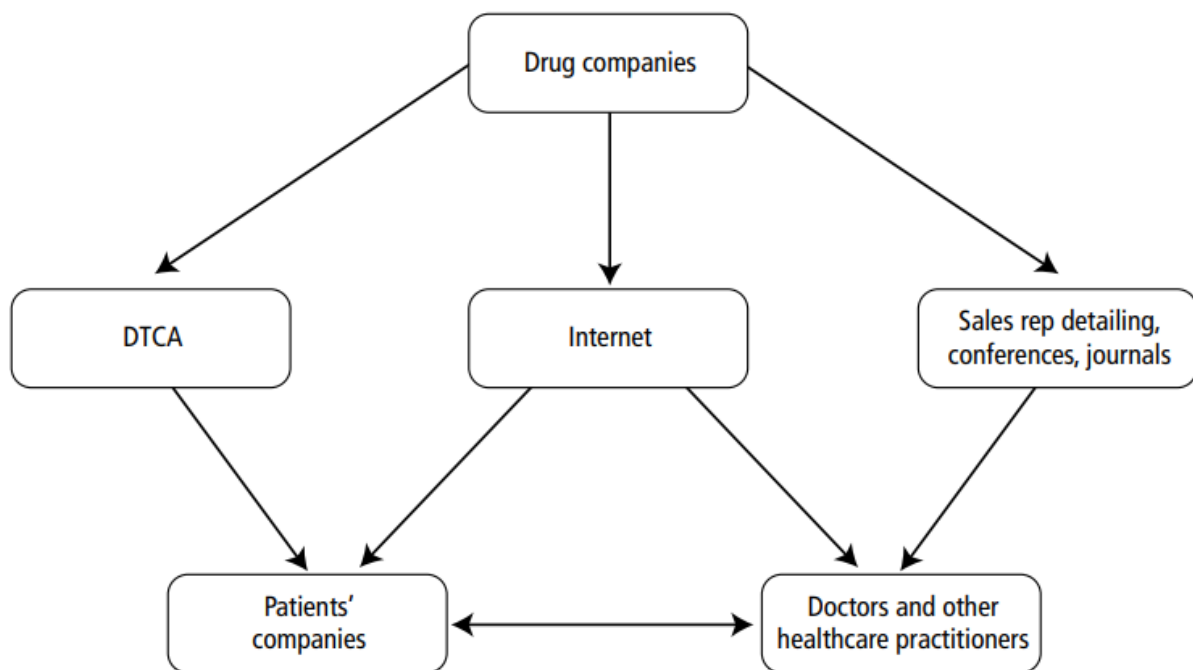 Drug companies
DTCA
Internet
Sales rep detailing,
conferences, journals
Patients’
companies
Doctors and other
healthcare practitioners